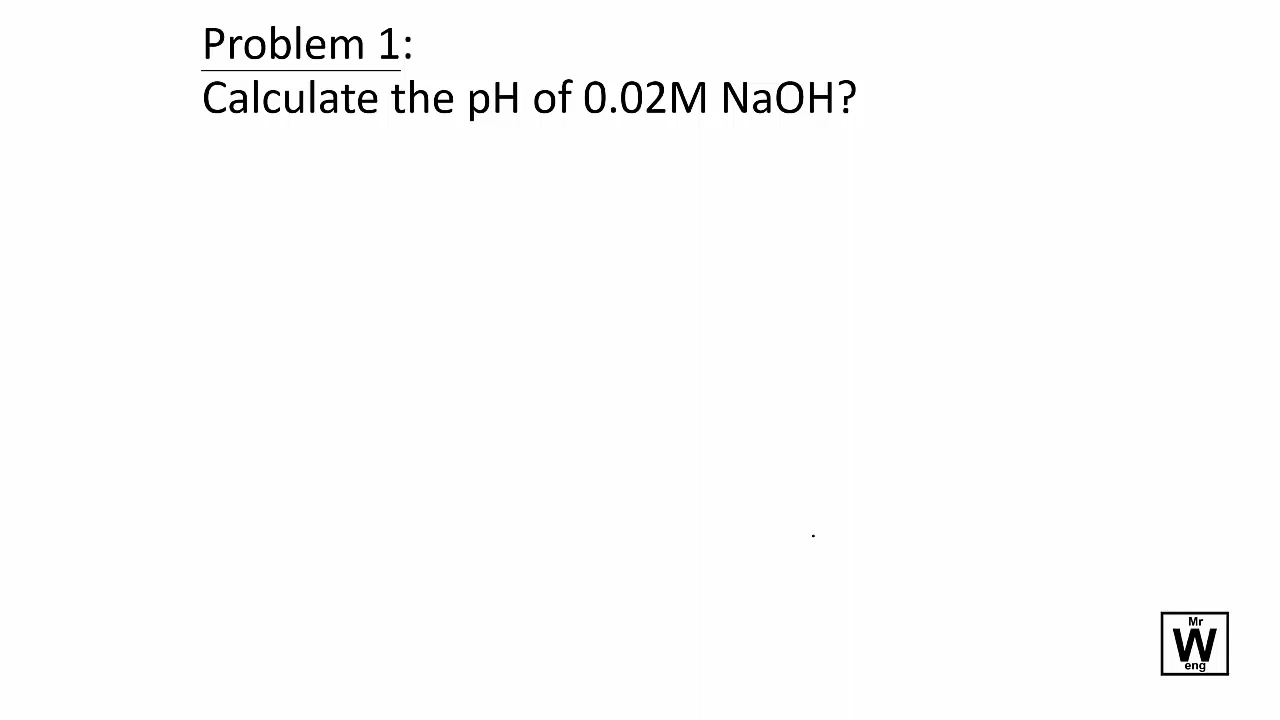 Problem 1:
Calculate the pH of 0.02M NaOH?
Mr
W
eng